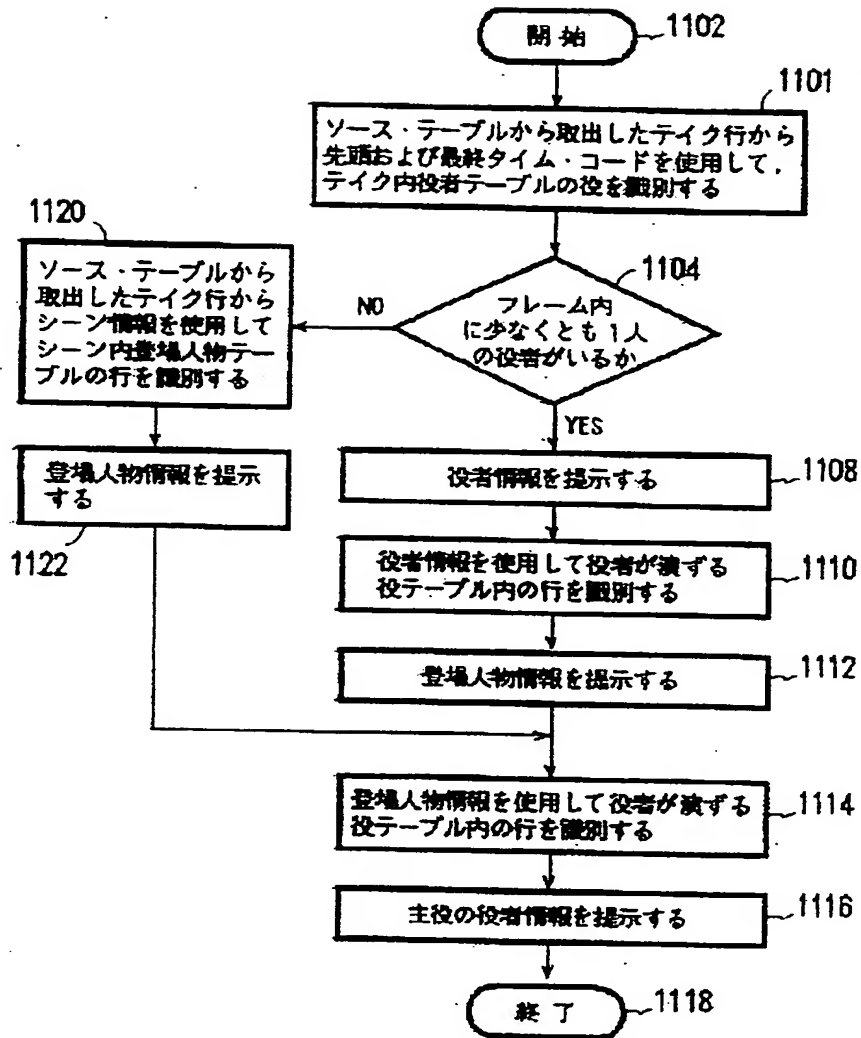 開始
1102
1101
ソース・テーブルから取出したテイク行から
先頭および最終タイム・コードを使用して，
テイク内役者テーブルの役を識別する
1120
ソース・テーブルから
取出したテイク行から
シーン情報を使用して
シーン内登場人物テー
ブルの行を識別する
NO
1104
フレーム内
に少なくとも1人
の役者がいるか
YES
登場人物情報を提示
する
1122
役者情報を提示する
1108
役者情報を使用して役者が演ずる
役テーブル内の行を識別する
1110
登場人物情報を提示する
1112
登場人物情報を使用して役者が演ずる
役テーブル内の行を識別する
1114
主役の役者情報を提示する
1116
終了
1118